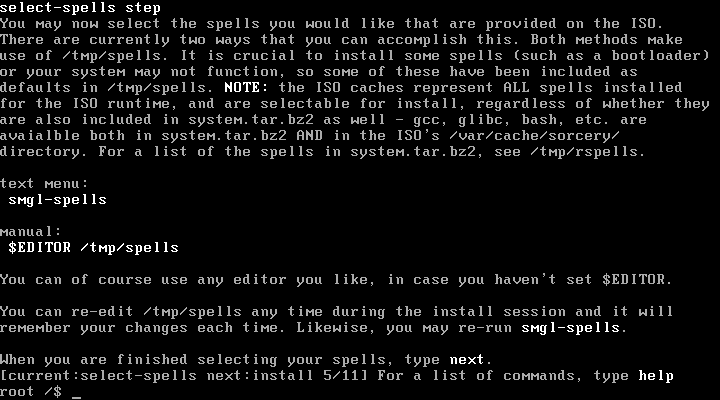 select-spells step
You may now select the spells you would like that are provided on the ISO.
There are currently two ways that you can accomplish this. Both methods make
use of /tmp/spells. It is crucial to install some spells (such as a bootloader)
or your system may not function, so some of these have been included as
defaults in /tmp/spells. NOTE: the ISO caches represent ALL spells installed
for the ISO runtime, and are selectable for install, regardless of whether they
are also included in system.tar.bz2 as well - gcc, glibc, bash, etc. are
avaialble both in system.tar.bz2 AND in the ISO's /var/cache/sorcery/
directory. For a list of the spells in system.tar.bz2, see /tmp/rspells.
text menu:
smgl-spells
manual:
$EDITOR /tmp/spells
You can of course use any editor you like, in case you haven't set $EDITOR.
You can re-edit /tmp/spells any time during the install session and it will
remember your changes each time. Likewise, you may re-run smgl-spells.
When you are finished selecting your spells, type next.
[current:select-spells next:install 5/11] For a list of commands, type help
root /$ _